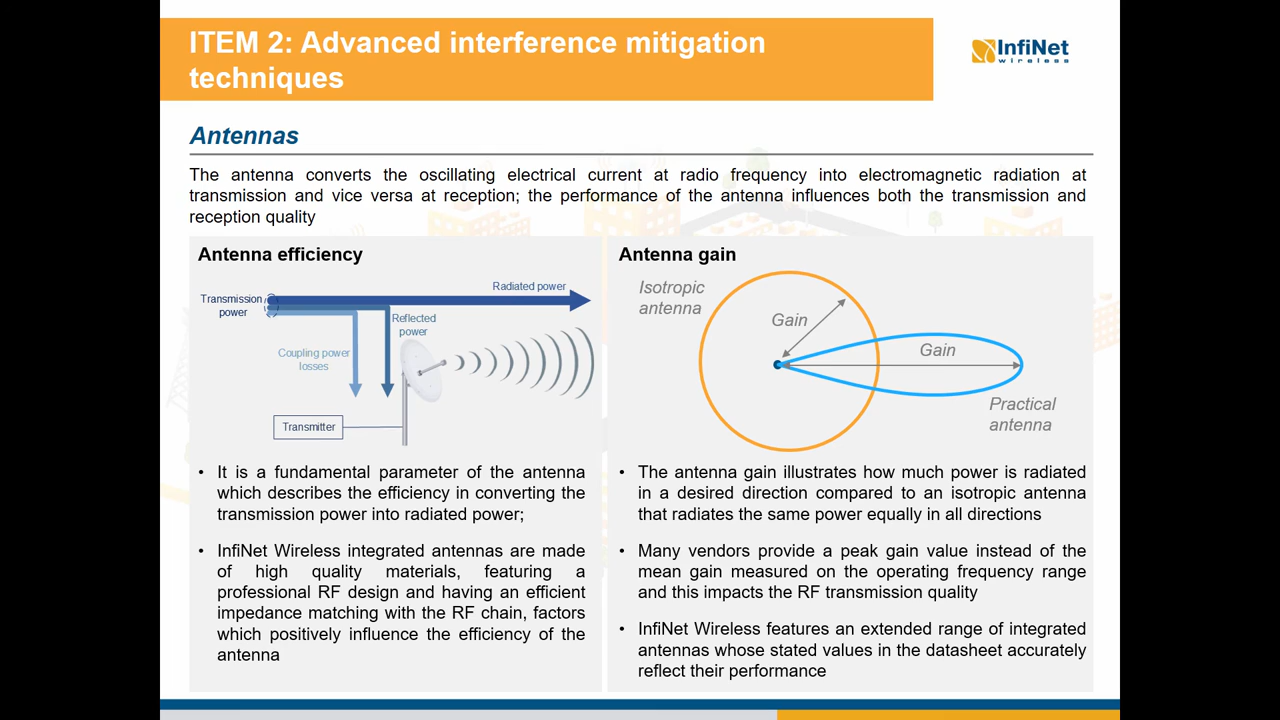 ITEM 2: Advanced interference mitigation
techniques
InfiNet
wireless
Antennas
The antenna converts the oscillating electrical current at radio frequency into electromagnetic radiation at
transmission and vice versa at reception; the performance of the antenna influences both the transmission and
reception quality
Antenna efficiency
Transmission
power
Radiated power
Reflected
power
Coupling power
losses
Transmitter
• It is a fundamental parameter of the antenna
which describes the efficiency in converting the
transmission power into radiated power;
• InfiNet Wireless integrated antennas are made
of high quality materials, featuring a
professional RF design and having an efficient
impedance matching with the RF chain, factors
which positively influence the efficiency of the
antenna
Antenna gain
Isotropic
antenna
Gain
Gain
Practical
antenna
• The antenna gain illustrates how much power is radiated
in a desired direction compared to an isotropic antenna
that radiates the same power equally in all directions
• Many vendors provide a peak gain value instead of the
mean gain measured on the operating frequency range
and this impacts the RF transmission quality
• InfiNet Wireless features an extended range of integrated
antennas whose stated values in the datasheet accurately
reflect their performance